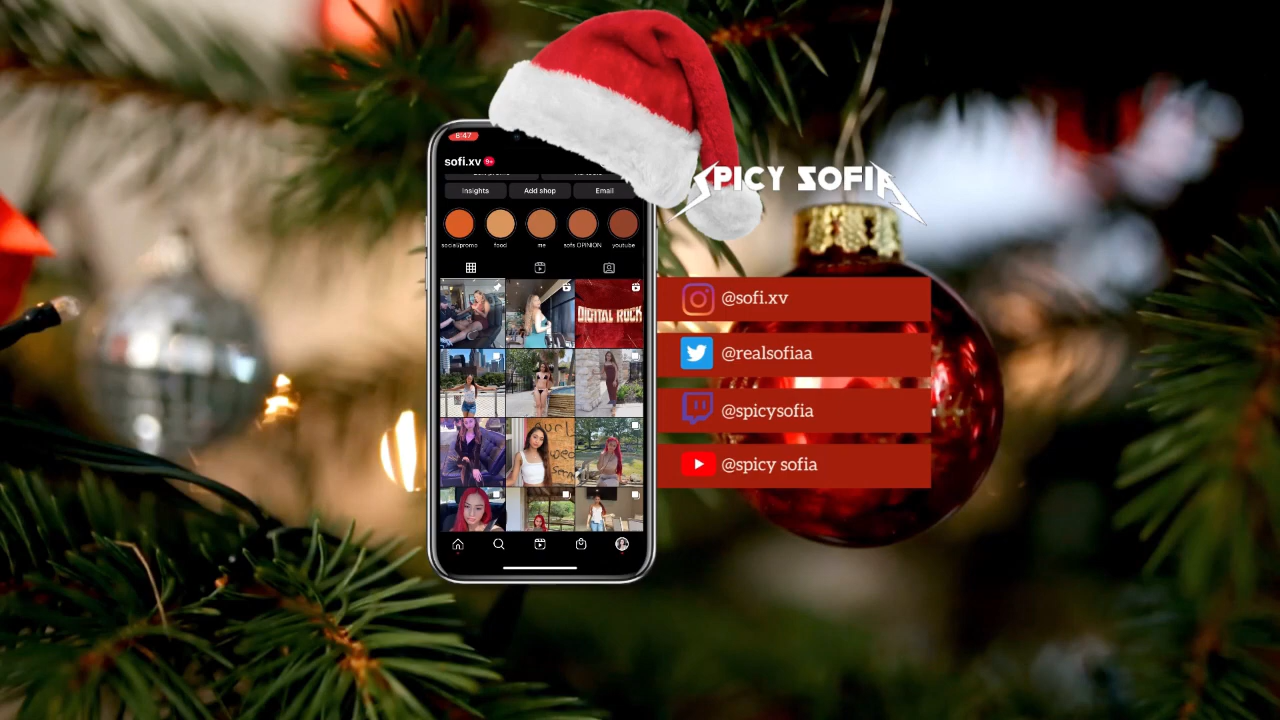 6:47
sofi.xv 9+
Insights Add shop Email
social/promo food me sofs OPINION youtube
DIGITAL ROCK
SPICY SOFIA
@sofi.xv
@realsofiaa
@spicysofia
@spicy sofia